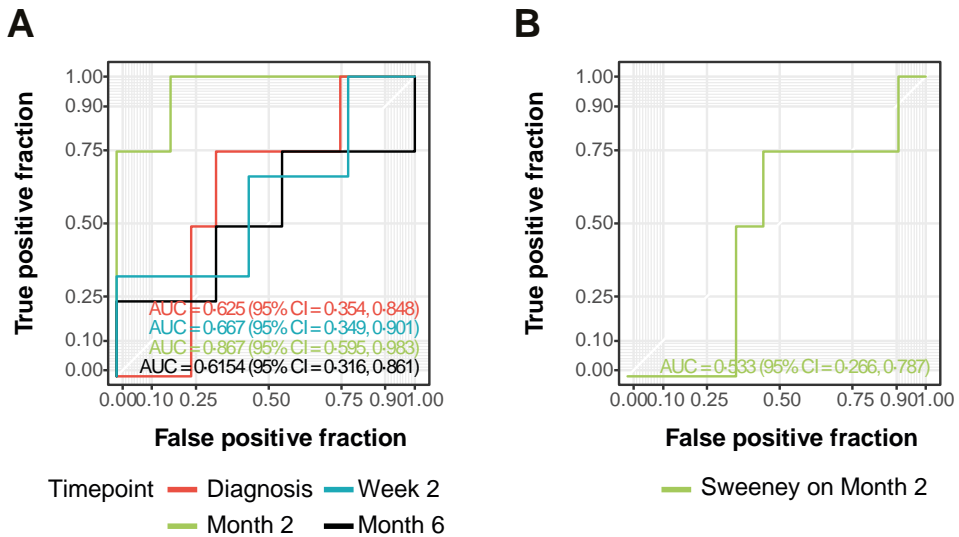 A
B
True positive fraction
1.00
0.90
0.75
0.50
0.25
0.10
0.00
AUC = 0·625 (95% CI = 0·354, 0·848)
AUC = 0·667 (95% CI = 0·349, 0·901)
AUC = 0·867 (95% CI = 0·595, 0·983)
AUC = 0·6154 (95% CI = 0·316, 0·861)
0.00 0.10 0.25 0.50 0.75 0.90 1.00
False positive fraction
Timepoint Diagnosis Week 2
Month 2 Month 6
True positive fraction
1.00
0.90
0.75
0.50
0.25
0.10
0.00
AUC = 0·533 (95% CI = 0·266, 0·787)
0.00 0.10 0.25 0.50 0.75 0.90 1.00
False positive fraction
Sweeney on Month 2